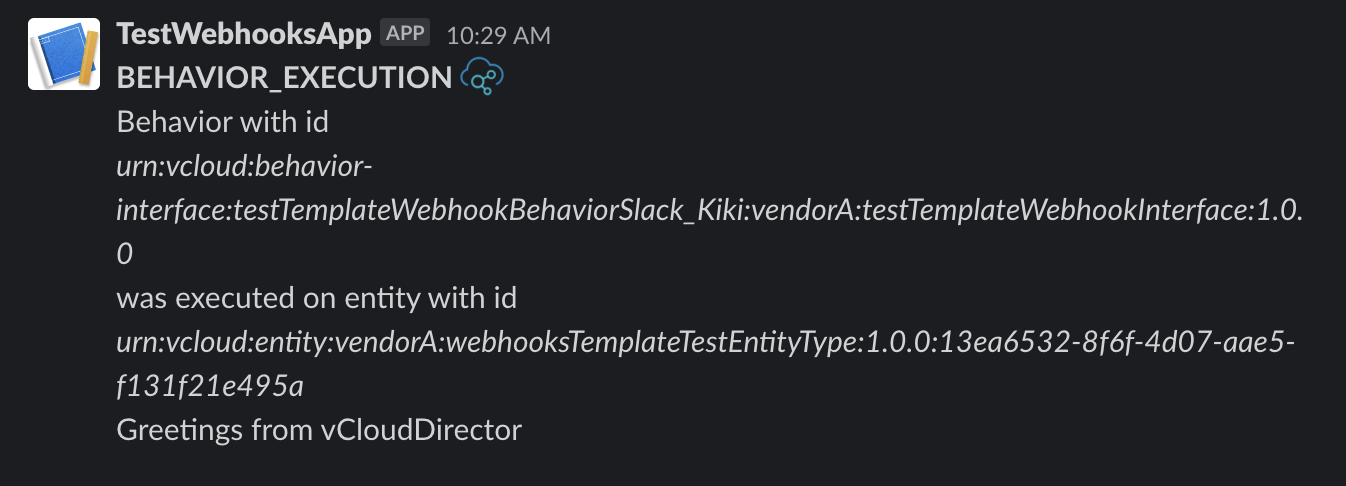 TestWebhooksApp APP 10:29 AM
BEHAVIOR_EXECUTION
Behavior with id
urn:vcloud:behavior-
interface:testTemplateWebhookBehaviorSlack_Kiki:vendorA:testTemplateWebhookInterface:1.0.
0
was executed on entity with id
urn:vcloud:entity:vendorA:webhooksTemplateTestEntityType:1.0.0:13ea6532-8f6f-4d07-aae5-
f131f21e495a
Greetings from vCloudDirector